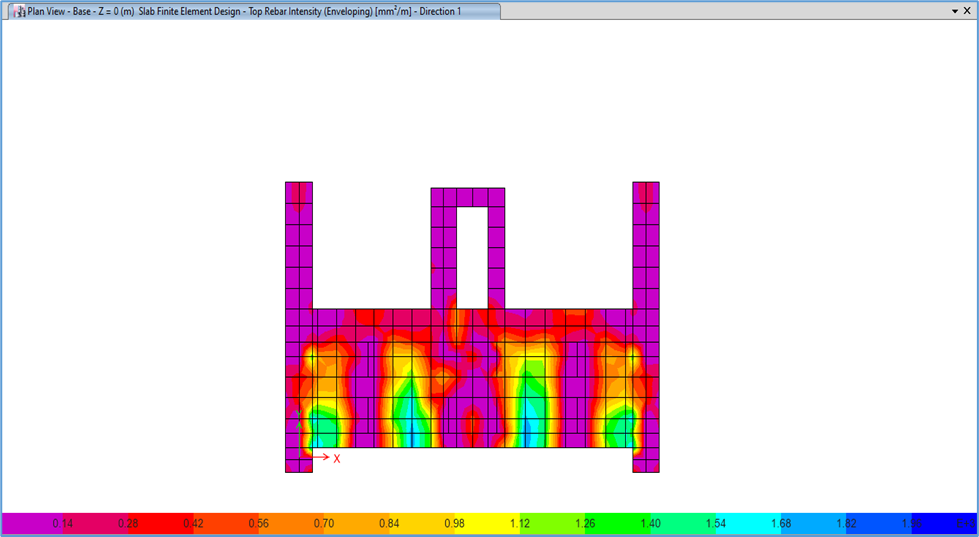 Plan View - Base - Z = 0 (m) Slab Finite Element Design - Top Rebar Intensity (Enveloping) [mm²/m] - Direction 1
Y
X
0.14 0.28 0.42 0.56 0.70 0.84 0.98 1.12 1.26 1.40 1.54 1.68 1.82